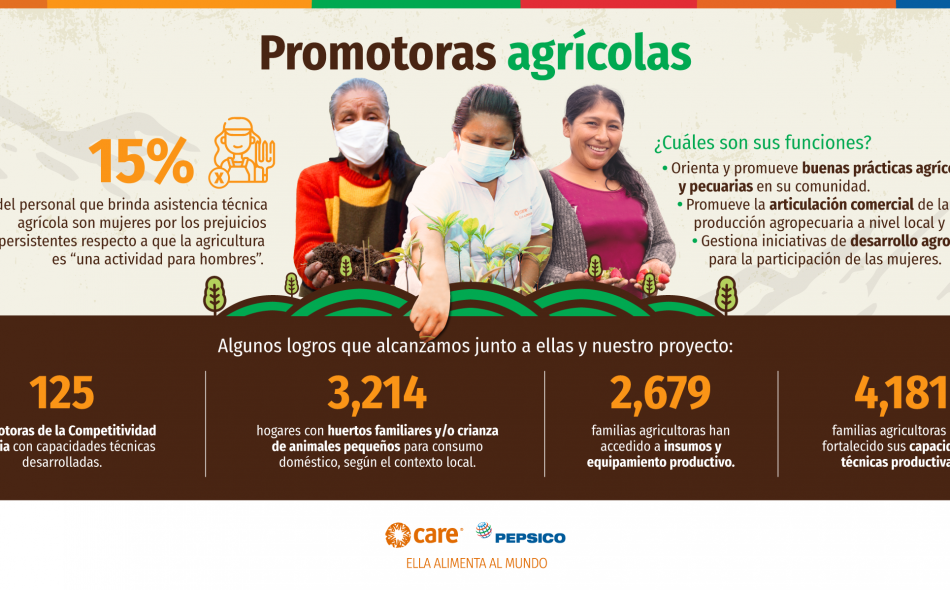 Promotoras agrícolas
15%
del personal que brinda asistencia técnica
agrícola son mujeres por los prejuicios
persistentes respecto a que la agricultura
es “una actividad para hombres”.
¿Cuáles son sus funciones?
• Orienta y promueve buenas prácticas agríco
y pecuarias en su comunidad.
• Promueve la articulación comercial de la
producción agropecuaria a nivel local y
• Gestiona iniciativas de desarrollo agro
para la participación de las mujeres.
Algunos logros que alcanzamos junto a ellas y nuestro proyecto:
125
otoras de la Competitividad
ia con capacidades técnicas
desarrolladas.
3,214
hogares con huertos familiares y/o crianza
de animales pequeños para consumo
doméstico, según el contexto local.
2,679
familias agricultoras han
accedido a insumos y
equipamiento productivo.
4,181
familias agricultoras
fortalecido sus capacid
técnicas productiva
care
PEPSICO
ELLA ALIMENTA AL MUNDO